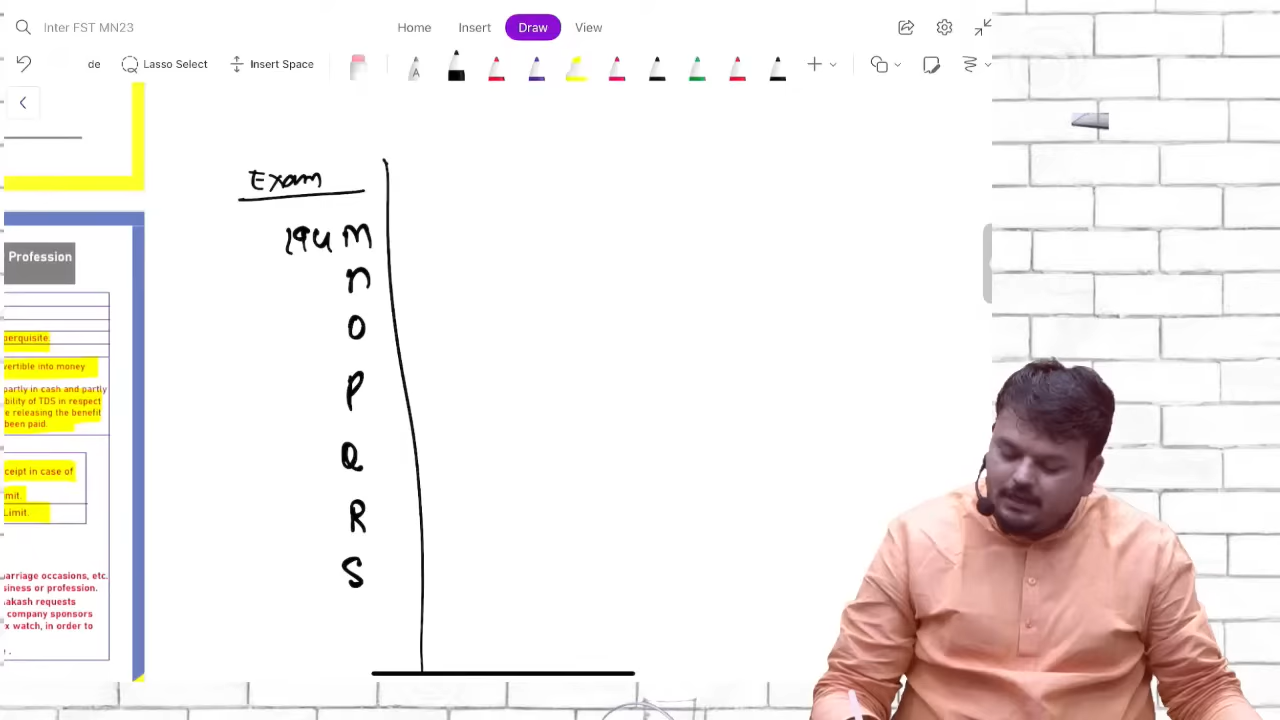 Inter FST MN23
Home Insert Draw View
de Lasso Select Insert Space
Exam
194 M
N
O
P
Q
R
S
Profession
perquisite.
vertible into money
partly in cash and partly
bility of TDS in respect
re releasing the benefit
been paid.
ceipt in case of
mit.
Limit.
arriage occasions, etc.
siness or profession.
akash requests
company sponsors
x watch, in order to